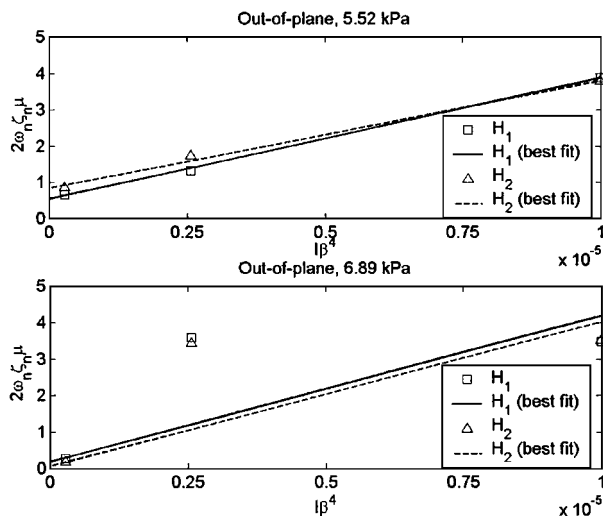 Out-of-plane, 5.52 kPa
5
4
3
2
1
0
2ωnζnμ
H1
H1 (best fit)
H2
H2 (best fit)
0
0.25
0.5
0.75
1
x 10-5
Iβ4
Out-of-plane, 6.89 kPa
5
4
3
2
1
0
2ωnζnμ
H1
H1 (best fit)
H2
H2 (best fit)
0
0.25
0.5
0.75
1
x 10-5
Iβ4